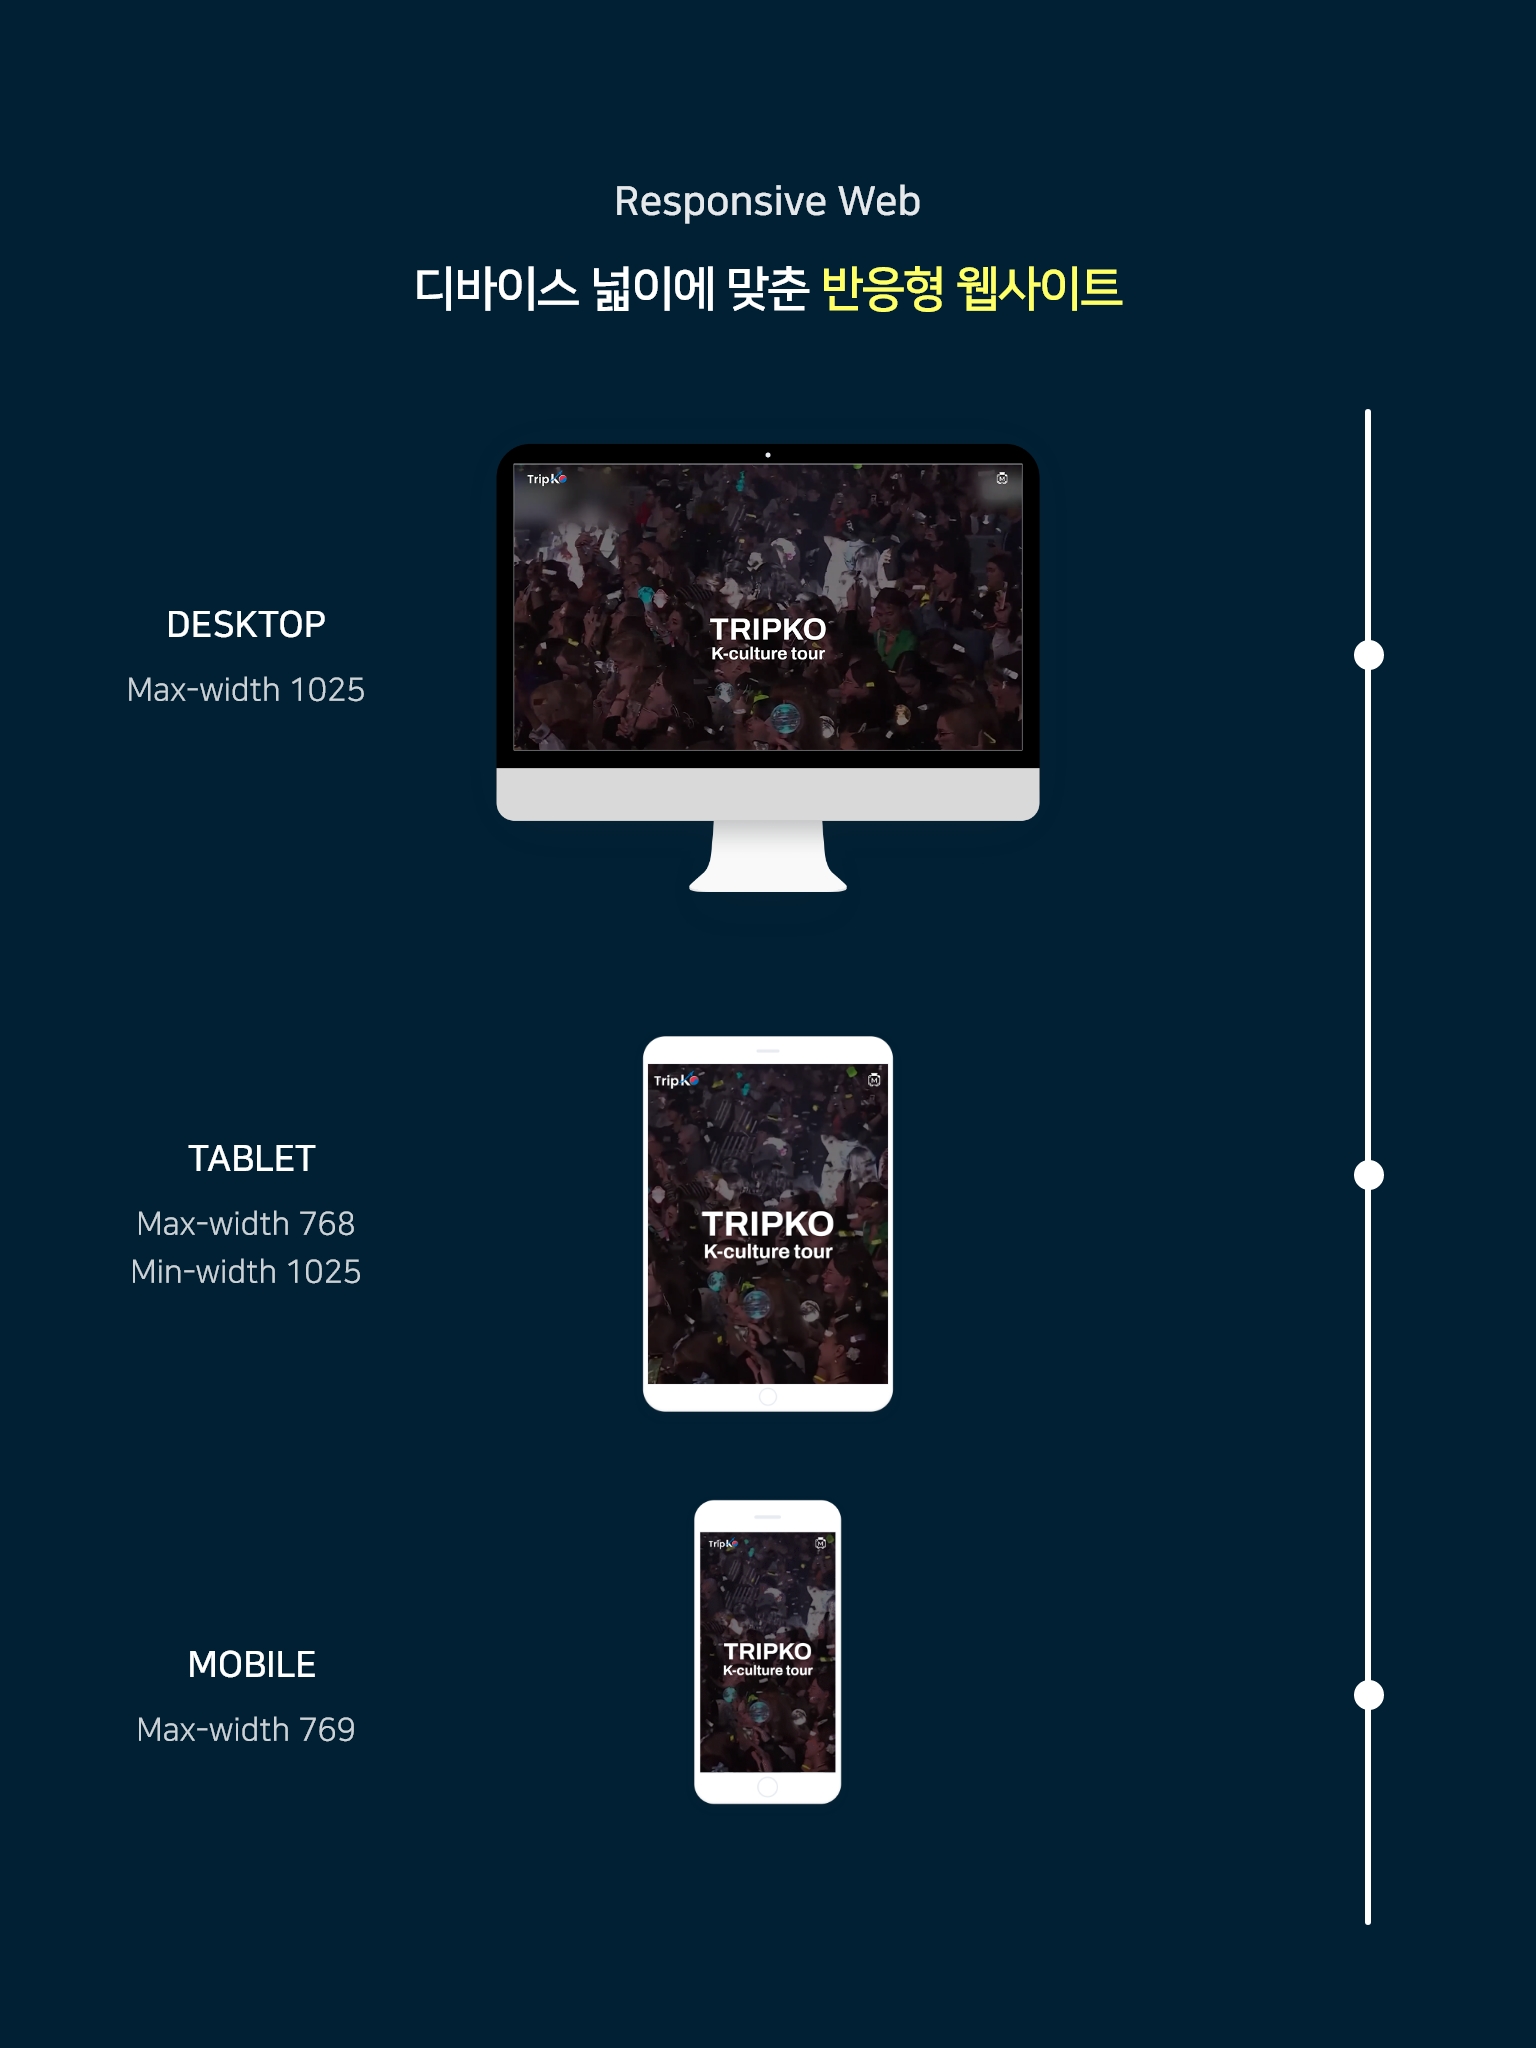 Responsive Web
디바이스 넓이에 맞춘 반응형 웹사이트
TripKO
M
TRIPKO
K-culture tour
DESKTOP
Max-width 1025
TripKO
M
TRIPKO
K-culture tour
TABLET
Max-width 768
Min-width 1025
TripKO
M
TRIPKO
K-culture tour
MOBILE
Max-width 769